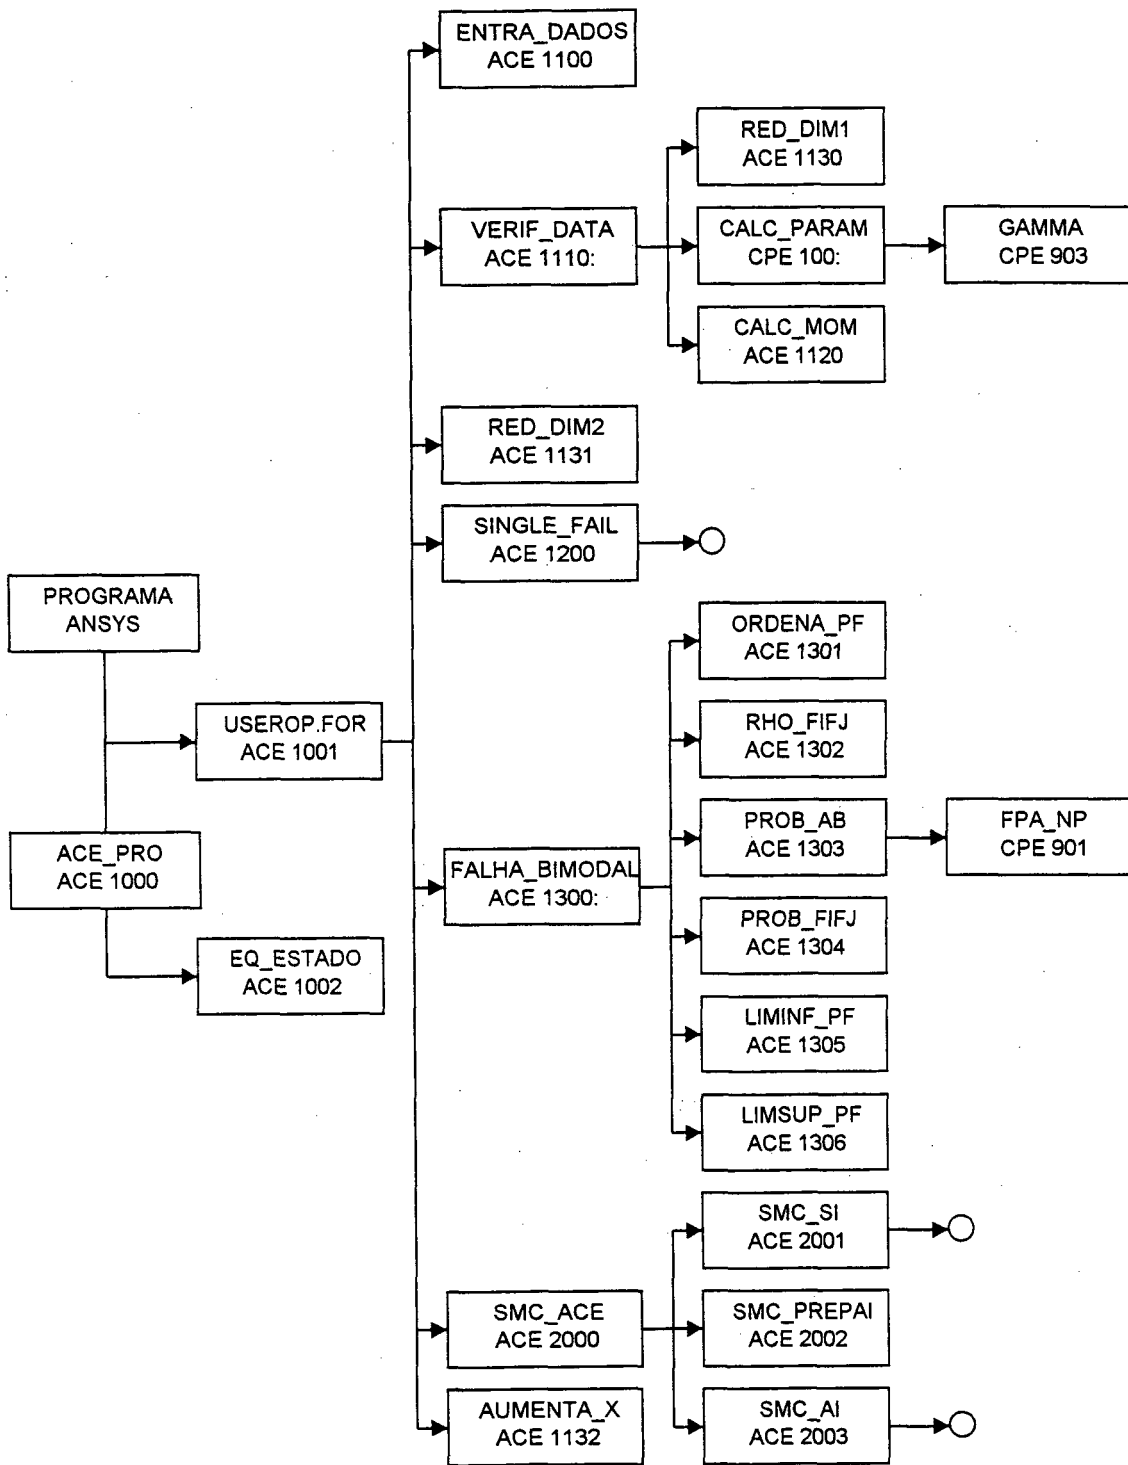 ENTRA_DADOS
ACE 1100
RED_DIM1
ACE 1130
VERIF_DATA
ACE 1110:
CALC_PARAM
CPE 100:
GAMMA
CPE 903
CALC_MOM
ACE 1120
RED_DIM2
ACE 1131
SINGLE_FAIL
ACE 1200
PROGRAMA
ANSYS
ORDENA_PF
ACE 1301
USEROP.FOR
ACE 1001
RHO_FIFJ
ACE 1302
ACE_PRO
ACE 1000
FALHA_BIMODAL
ACE 1300:
PROB_AB
ACE 1303
FPA_NP
CPE 901
EQ_ESTADO
ACE 1002
PROB_FIFJ
ACE 1304
LIMINF_PF
ACE 1305
LIMSUP_PF
ACE 1306
SMC_SI
ACE 2001
SMC_ACE
ACE 2000
SMC_PREPAI
ACE 2002
AUMENTA_X
ACE 1132
SMC_AI
ACE 2003